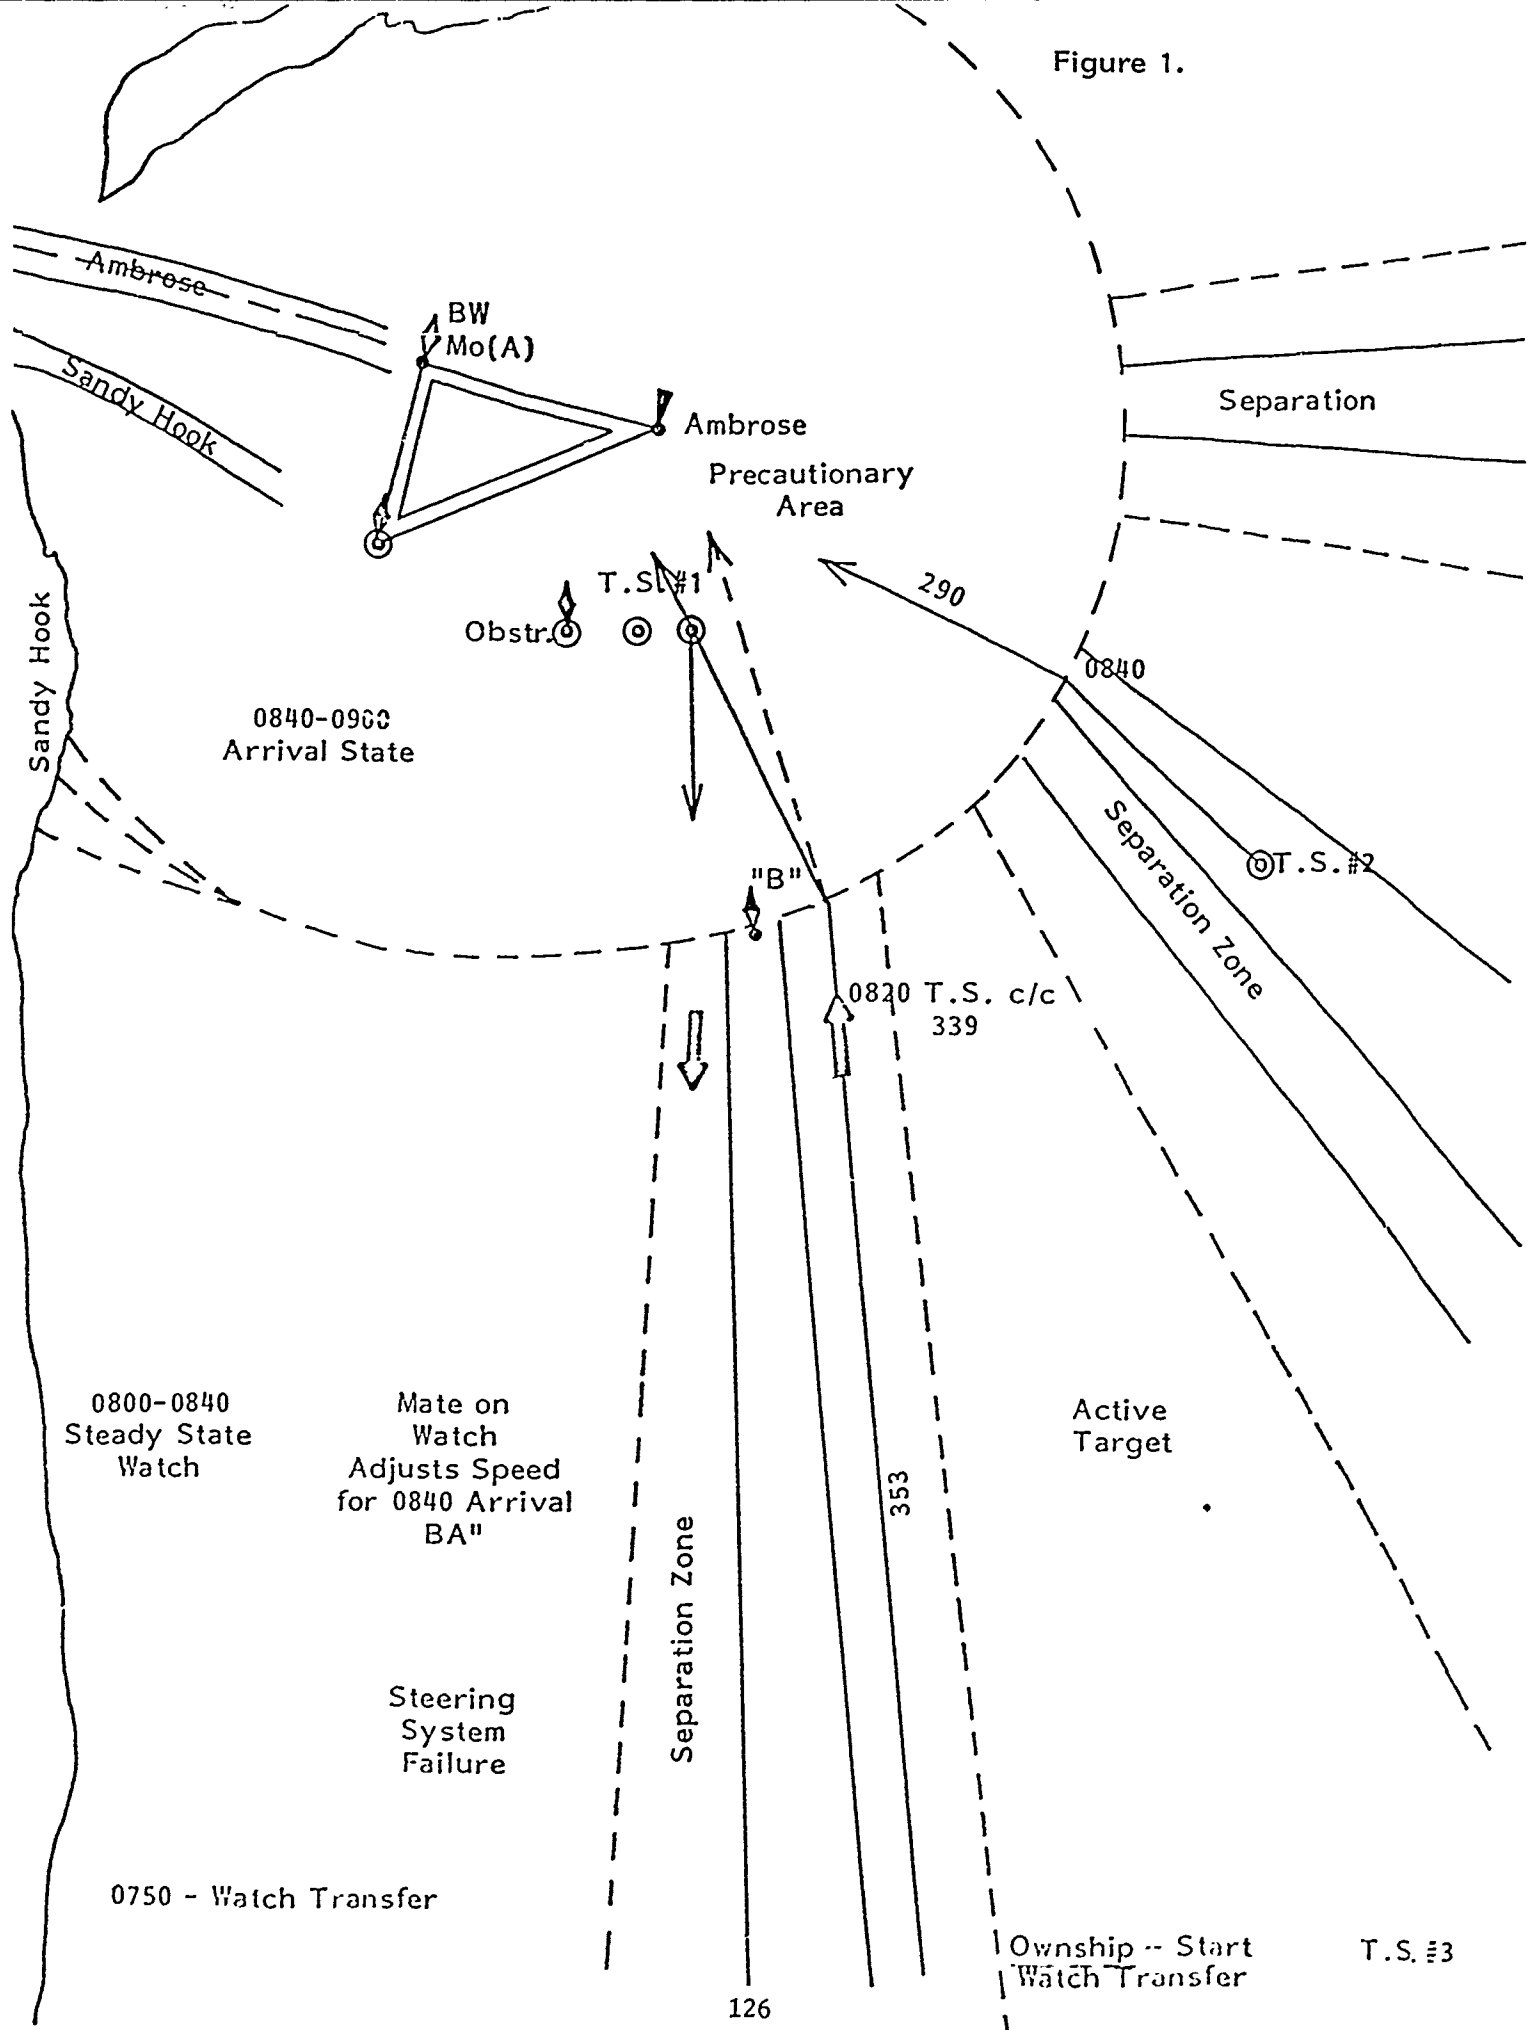 Figure 1.
Ambrose
BW
Mo(A)
Sandy Hook
Ambrose
Separation
Precautionary
Area
T.S. #1
290
Obstr.
Sandy Hook
0840
0840-0900
Arrival State
Separation Zone
T.S.#2
"B"
0820 T.S. c/c
339
0800-0840
Steady State
Watch
Mate on
Watch
Adjusts Speed
for 0840 Arrival
BA"
Active
Target
353
Separation Zone
Steering
System
Failure
0750 - Watch Transfer
Ownship -- Start
Watch Transfer
T.S.#3
126